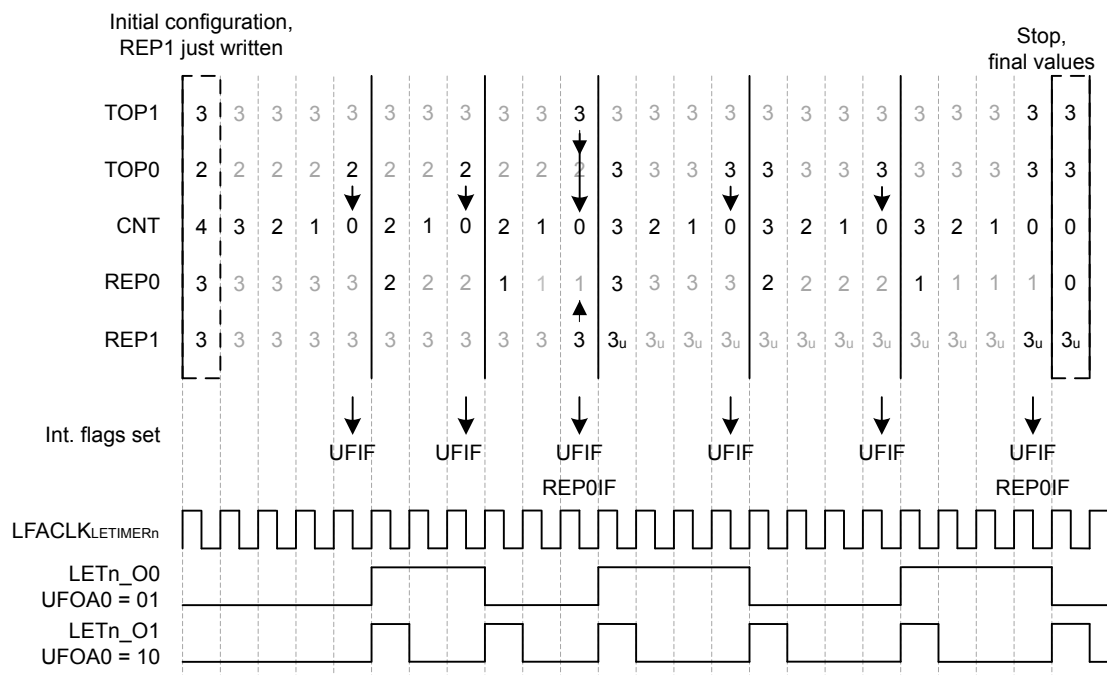 Initial configuration,
REP1 just written
Stop,
final values
TOP1 3 3 3 3 3 3 3 3 3 3 3 3 3 3 3 3 3 3 3 3 3 3 3 3
TOP0 2 2 2 2 2 2 2 2 2 2 2 3 3 3 3 3 3 3 3 3 3 3 3 3
CNT 4 3 2 1 0 2 1 0 2 1 0 3 2 1 0 3 2 1 0 3 2 1 0 0
REP0 3 3 3 3 3 2 2 2 1 1 1 3 3 3 3 2 2 2 2 1 1 1 1 0
REP1 3 3 3 3 3 3 3 3 3 3 3 3u 3u 3u 3u 3u 3u 3u 3u 3u 3u 3u 3u 3u
Int. flags set
UFIF UFIF UFIF UFIF UFIF UFIF
REP0IF REP0IF
LFACLKLETIMERn
LETn_O0
UFOA0 = 01
LETn_O1
UFOA0 = 10